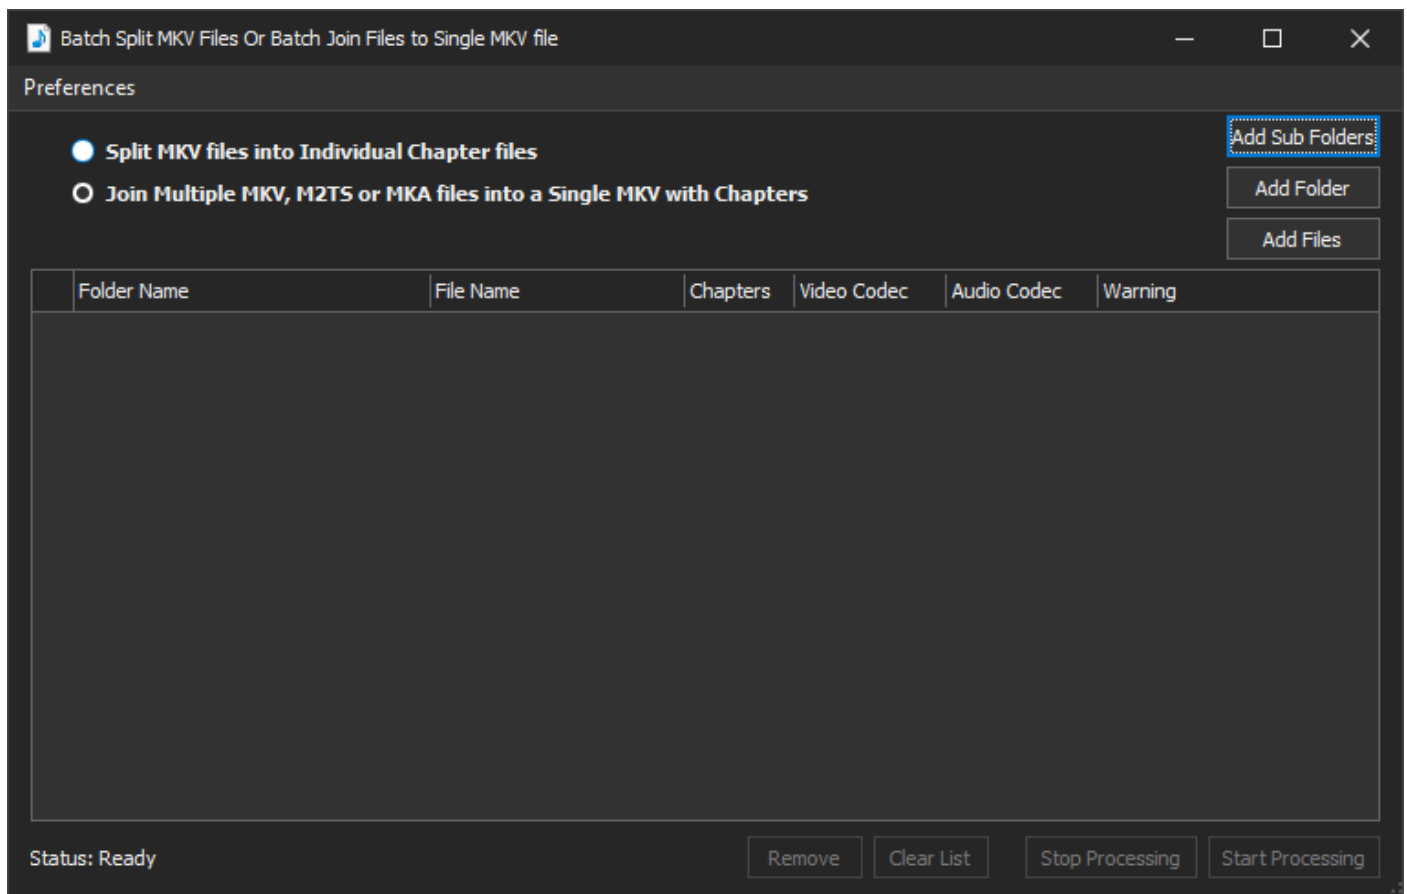 Batch Split MKV Files Or Batch Join Files to Single MKV file
Preferences
Split MKV files into Individual Chapter files
Join Multiple MKV, M2TS or MKA files into a Single MKV with Chapters
Add Sub Folders
Add Folder
Add Files
Folder Name File Name Chapters Video Codec Audio Codec Warning
Status: Ready Remove Clear List Stop Processing Start Processing